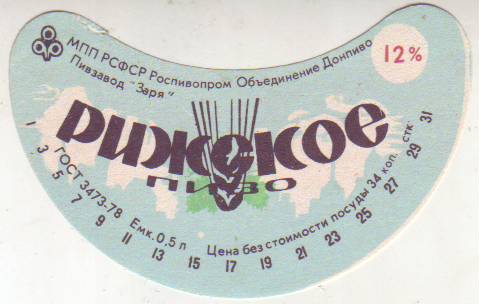 МПП РСФСР Роспивопром Объединение Донпиво
Пивзавод "Заря"
12%
РИЖСКОЕ
ПИВО
ГОСТ 3473-78 Емк. 0,5 л Цена без стоимости посуды 34 коп. стк.
1 3 5 7 9 11 13 15 17 19 21 23 25 27 29 31